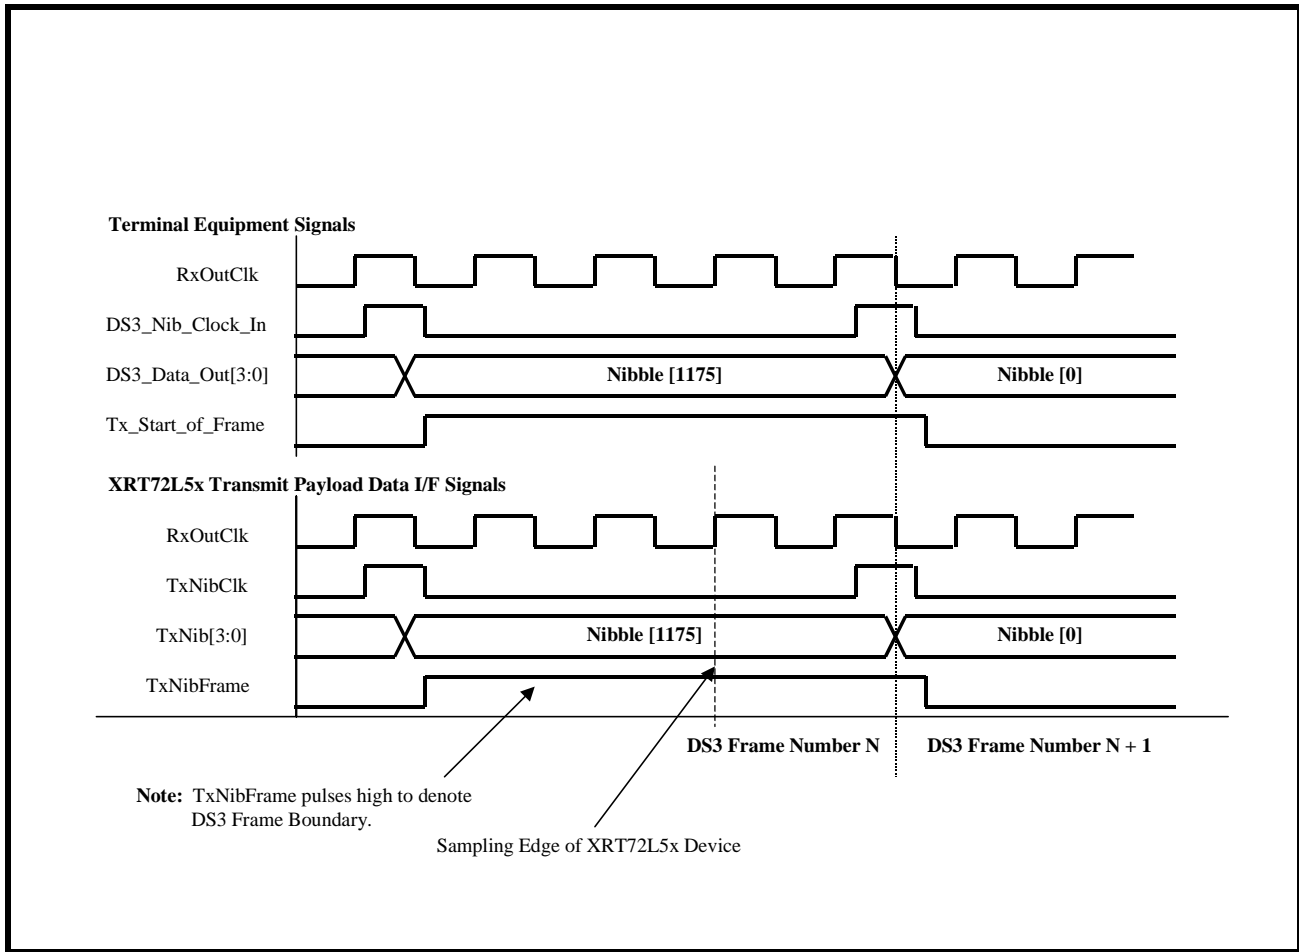 Terminal Equipment Signals
RxOutClk
DS3_Nib_Clock_In
DS3_Data_Out[3:0]
Nibble [1175]
Nibble [0]
Tx_Start_of_Frame
XRT72L5x Transmit Payload Data I/F Signals
RxOutClk
TxNibClk
TxNib[3:0]
Nibble [1175]
Nibble [0]
TxNibFrame
DS3 Frame Number N
DS3 Frame Number N + 1
Note: TxNibFrame pulses high to denote
DS3 Frame Boundary.
Sampling Edge of XRT72L5x Device